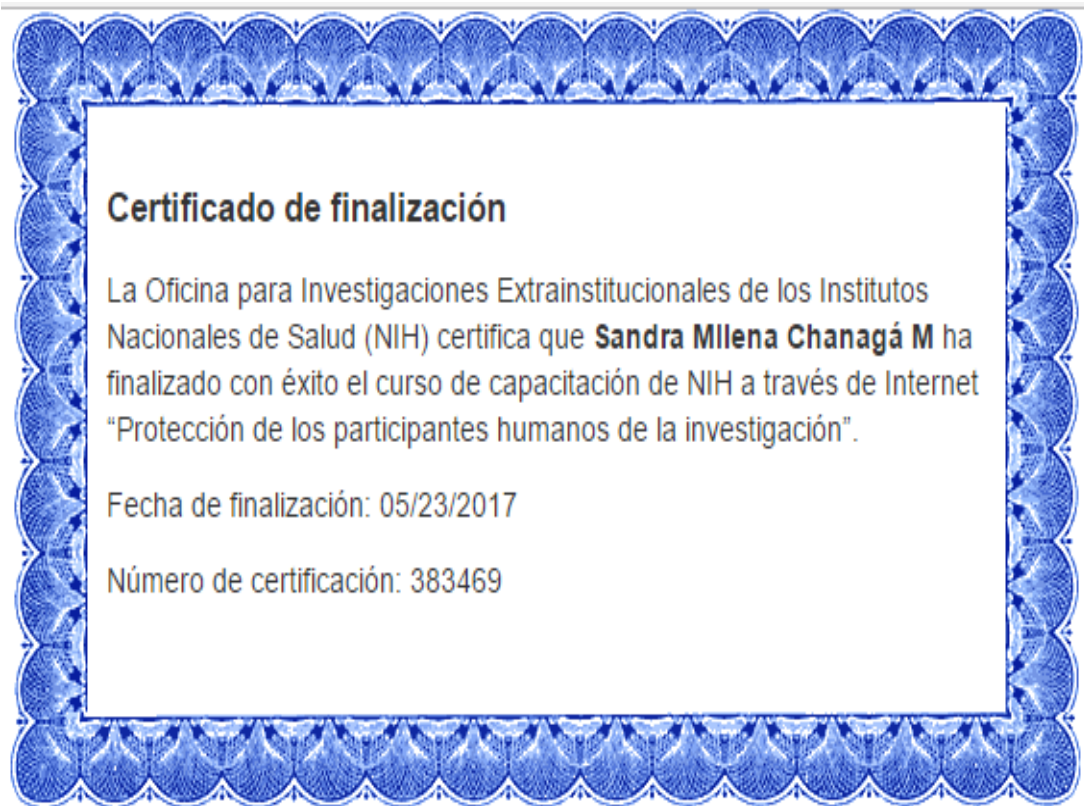 Certificado de finalización
La Oficina para Investigaciones Extrainstitucionales de los Institutos
Nacionales de Salud (NIH) certifica que Sandra MIlena Chanagá M ha
finalizado con éxito el curso de capacitación de NIH a través de Internet
“Protección de los participantes humanos de la investigación”.
Fecha de finalización: 05/23/2017
Número de certificación: 383469